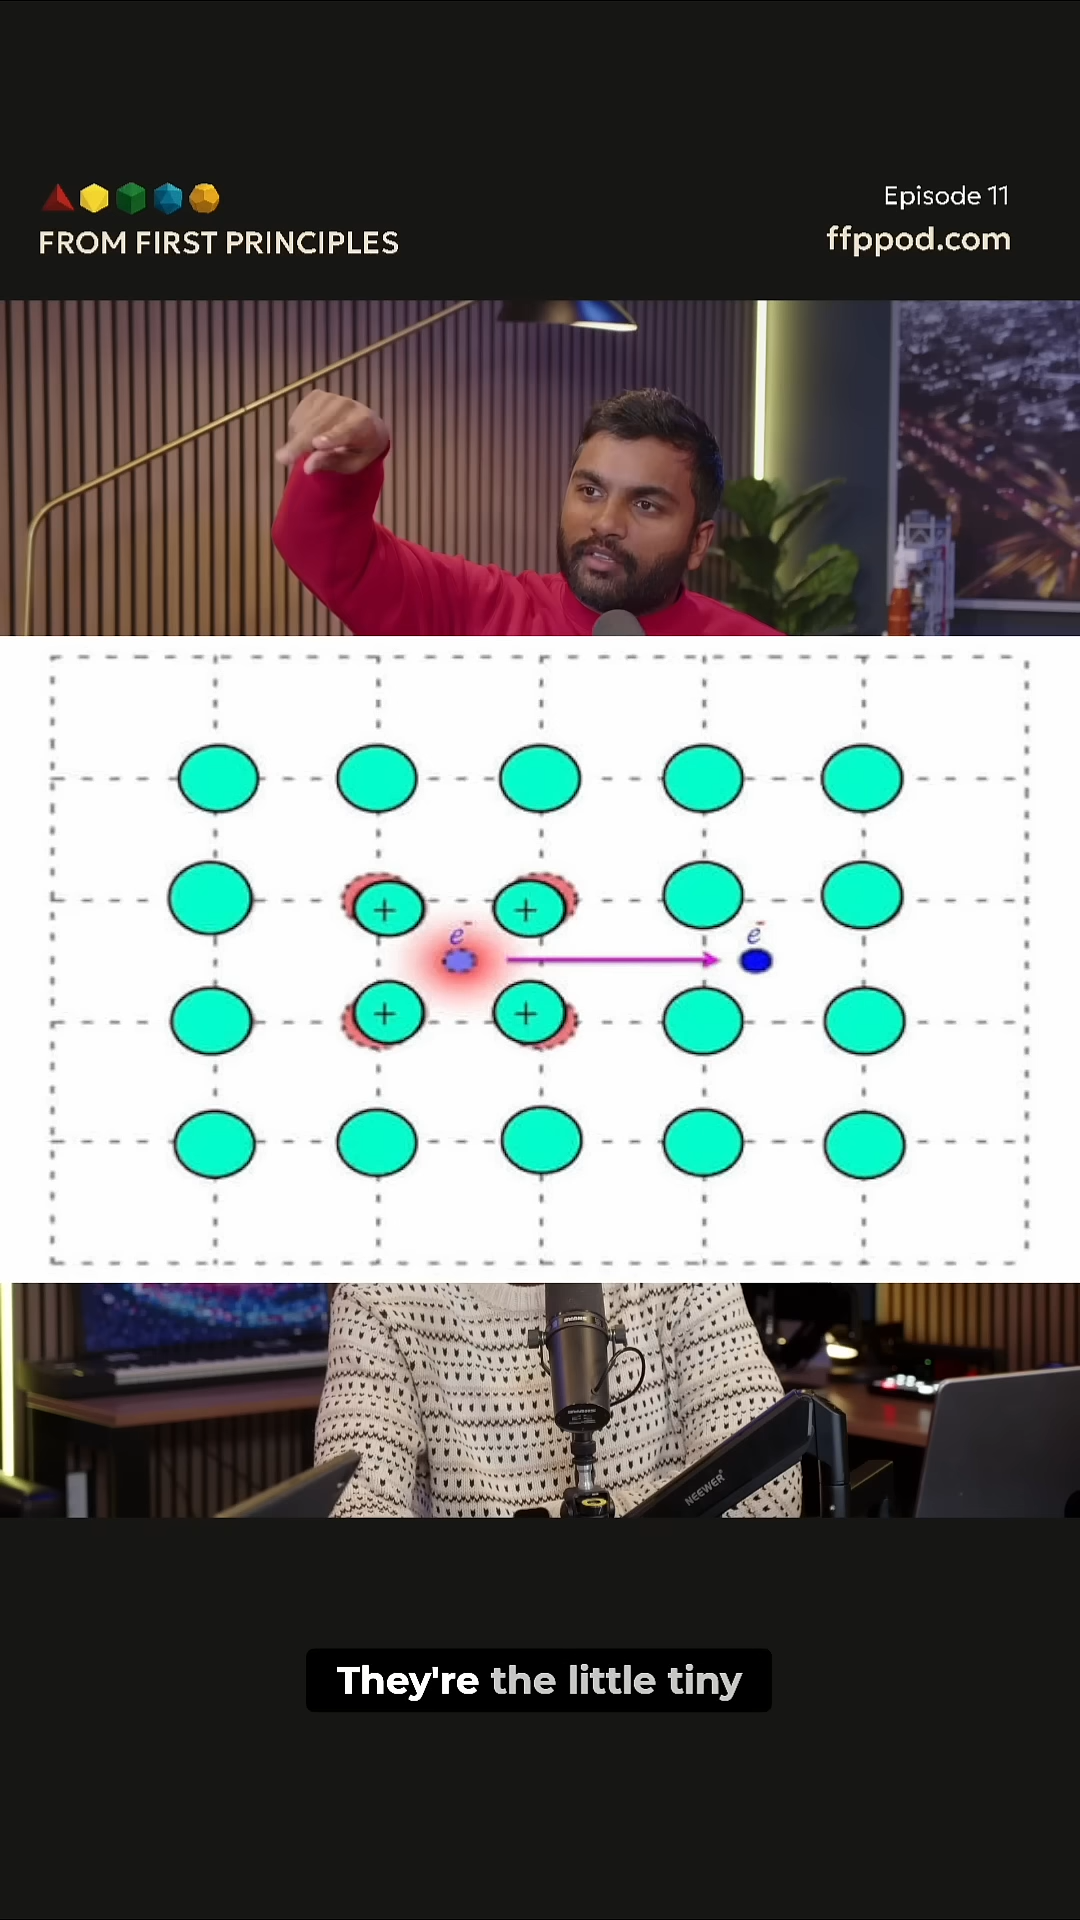 Episode 11
FROM FIRST PRINCIPLES
ffppod.com
+ +
e⁻ e⁻
+ +
NEEWER
They're the little tiny